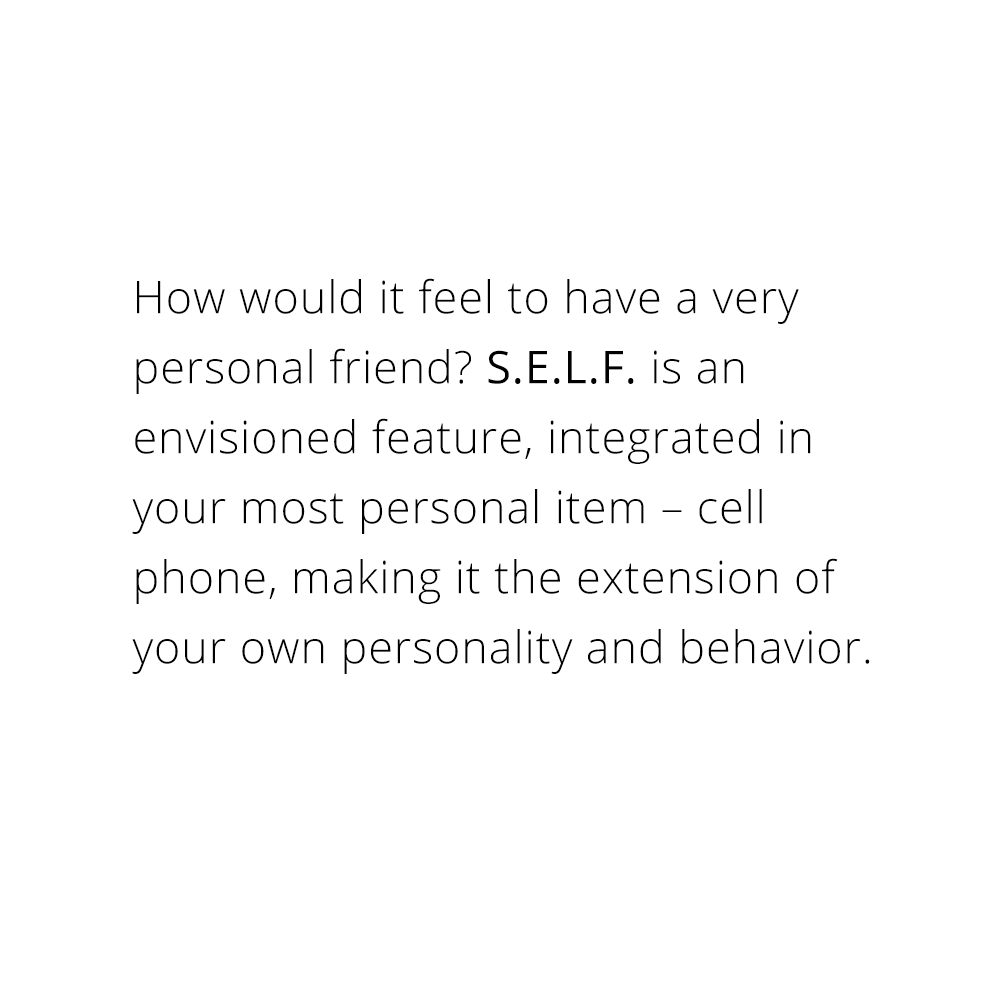 How would it feel to have a very
personal friend? S.E.L.F. is an
envisioned feature, integrated in
your most personal item – cell
phone, making it the extension of
your own personality and behavior.